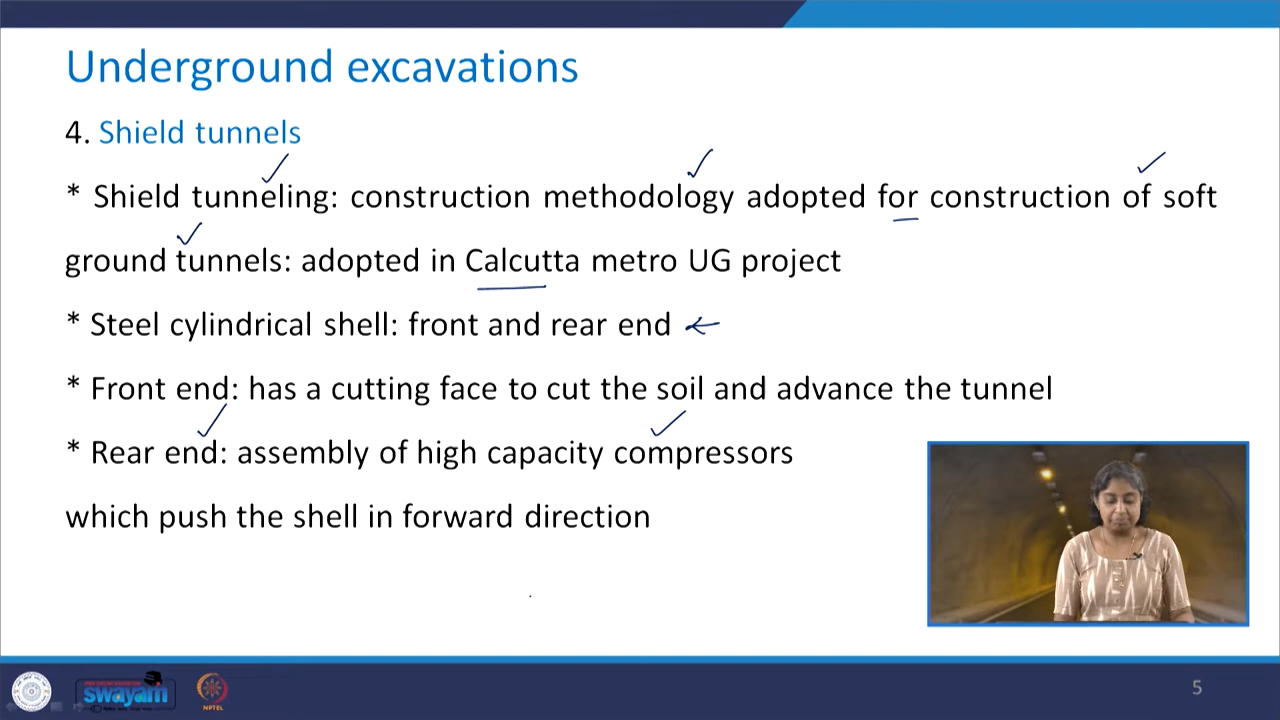 Underground excavations
4. Shield tunnels
* Shield tunneling: construction methodology adopted for construction of soft
ground tunnels: adopted in Calcutta metro UG project
* Steel cylindrical shell: front and rear end
* Front end: has a cutting face to cut the soil and advance the tunnel
* Rear end: assembly of high capacity compressors
which push the shell in forward direction
swayam
NPTEL
5